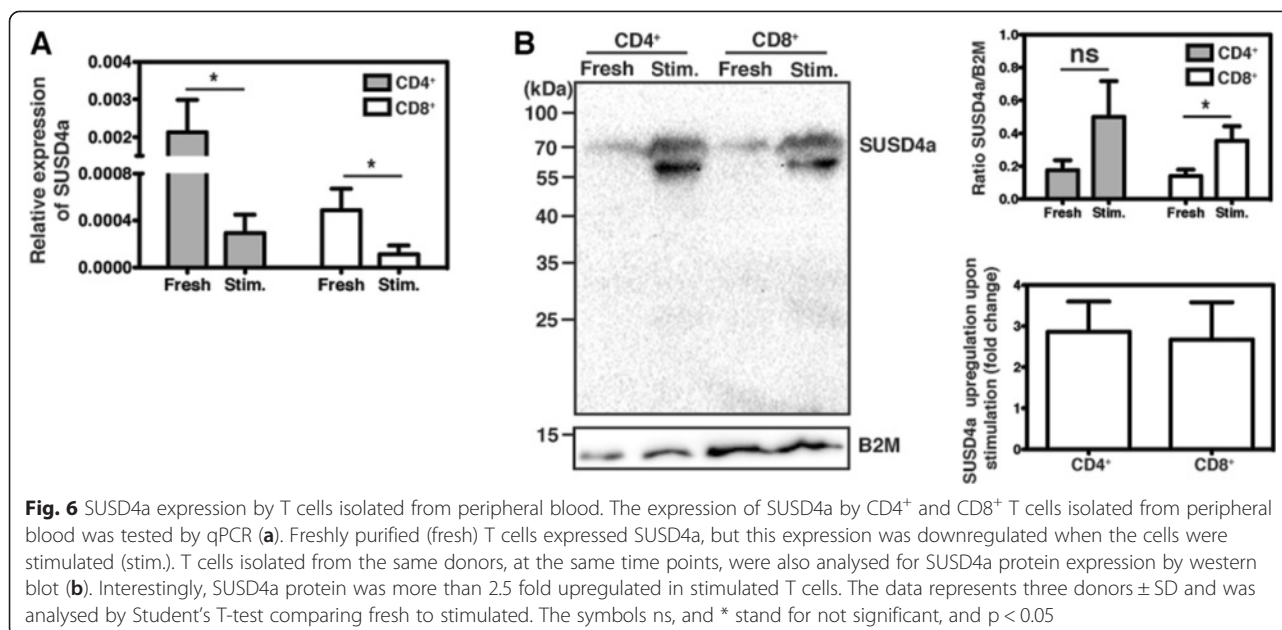 A
Relative expression
of SUSD4a
0.004
0.003
0.002
0.0008
0.0004
0.0000
*
*
CD4⁺
CD8⁺
Fresh Stim. Fresh Stim.
B
CD4⁺ CD8⁺
Fresh Stim. Fresh Stim.
(kDa)
100
70
55
40
35
25
15
SUSD4a
B2M
Ratio SUSD4a/B2M
1.0
0.8
0.6
0.4
0.2
0.0
ns
*
CD4⁺
CD8⁺
Fresh Stim. Fresh Stim.
SUSD4a upregulation upon
stimulation (fold change)
4
3
2
1
0
CD4⁺ CD8⁺
Fig. 6 SUSD4a expression by T cells isolated from peripheral blood. The expression of SUSD4a by CD4⁺ and CD8⁺ T cells isolated from peripheral
blood was tested by qPCR (a). Freshly purified (fresh) T cells expressed SUSD4a, but this expression was downregulated when the cells were
stimulated (stim.). T cells isolated from the same donors, at the same time points, were also analysed for SUSD4a protein expression by western
blot (b). Interestingly, SUSD4a protein was more than 2.5 fold upregulated in stimulated T cells. The data represents three donors ± SD and was
analysed by Student's T-test comparing fresh to stimulated. The symbols ns, and * stand for not significant, and p < 0.05